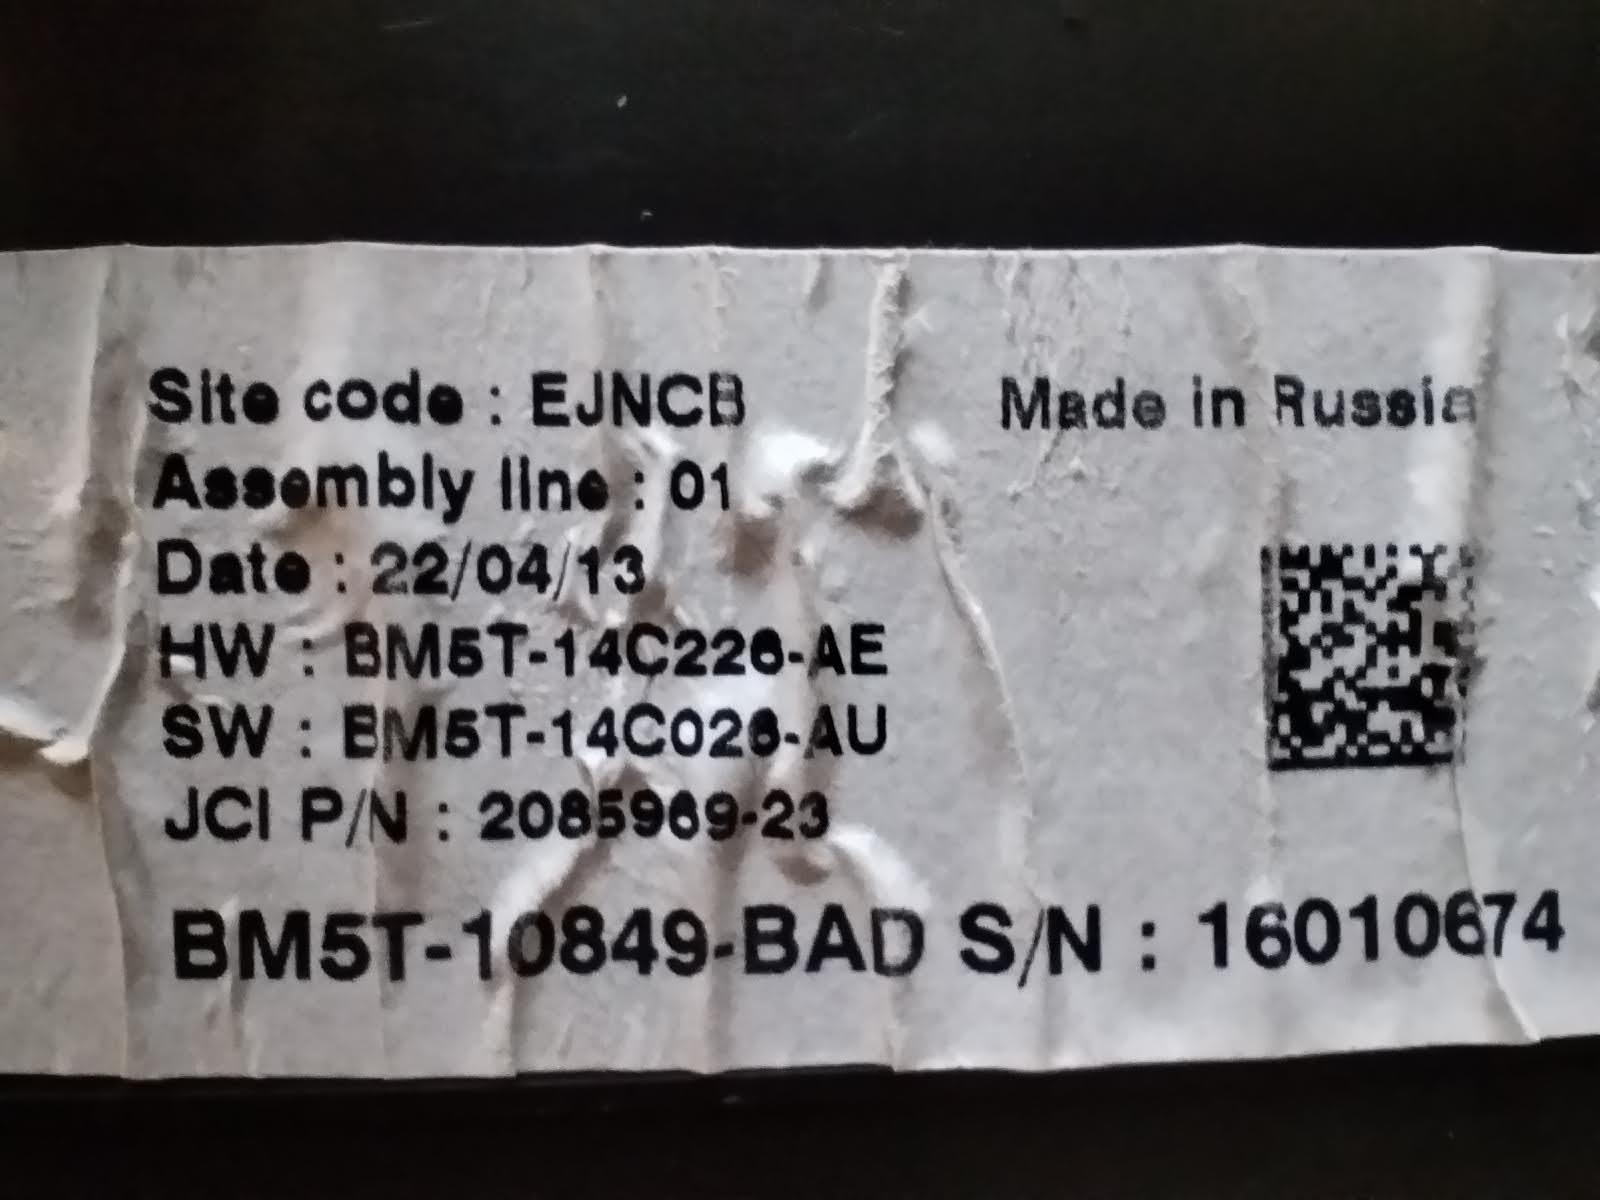 Site code : EJNCB
Made in Russia
Assembly line : 01
Date : 22/04/13
HW : BM5T-14C226-AE
SW : BM5T-14C026-AU
JCI P/N : 2085969-23
BM5T-10849-BAD S/N : 16010674